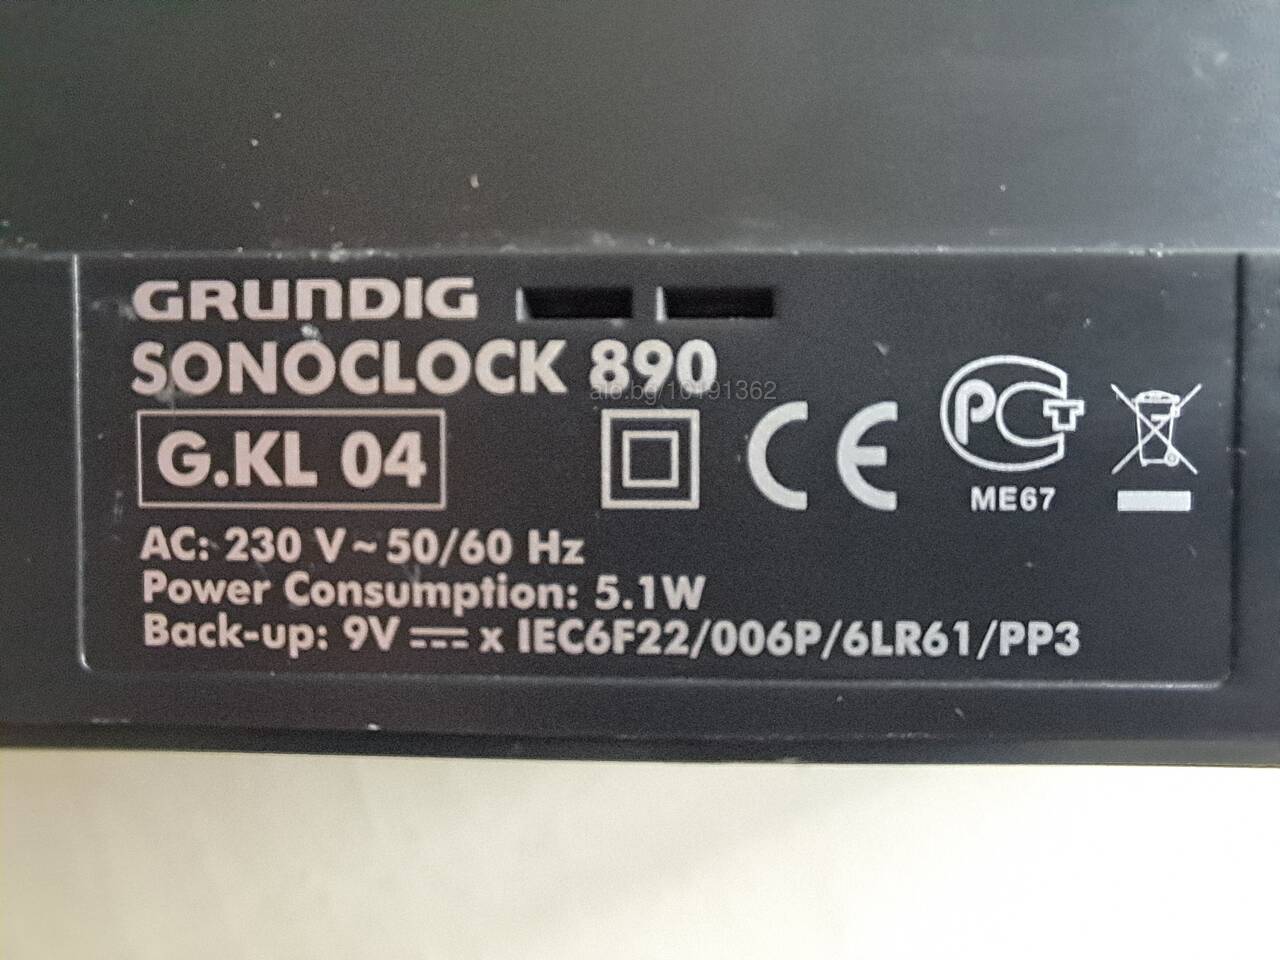 GRUNDIG
SONOCLOCK 890
alo.bg/10191362
G.KL 04
CE
PCT
ME67
AC: 230 V ~ 50/60 Hz
Power Consumption: 5.1W
Back-up: 9V ⎓ x IEC6F22/006P/6LR61/PP3